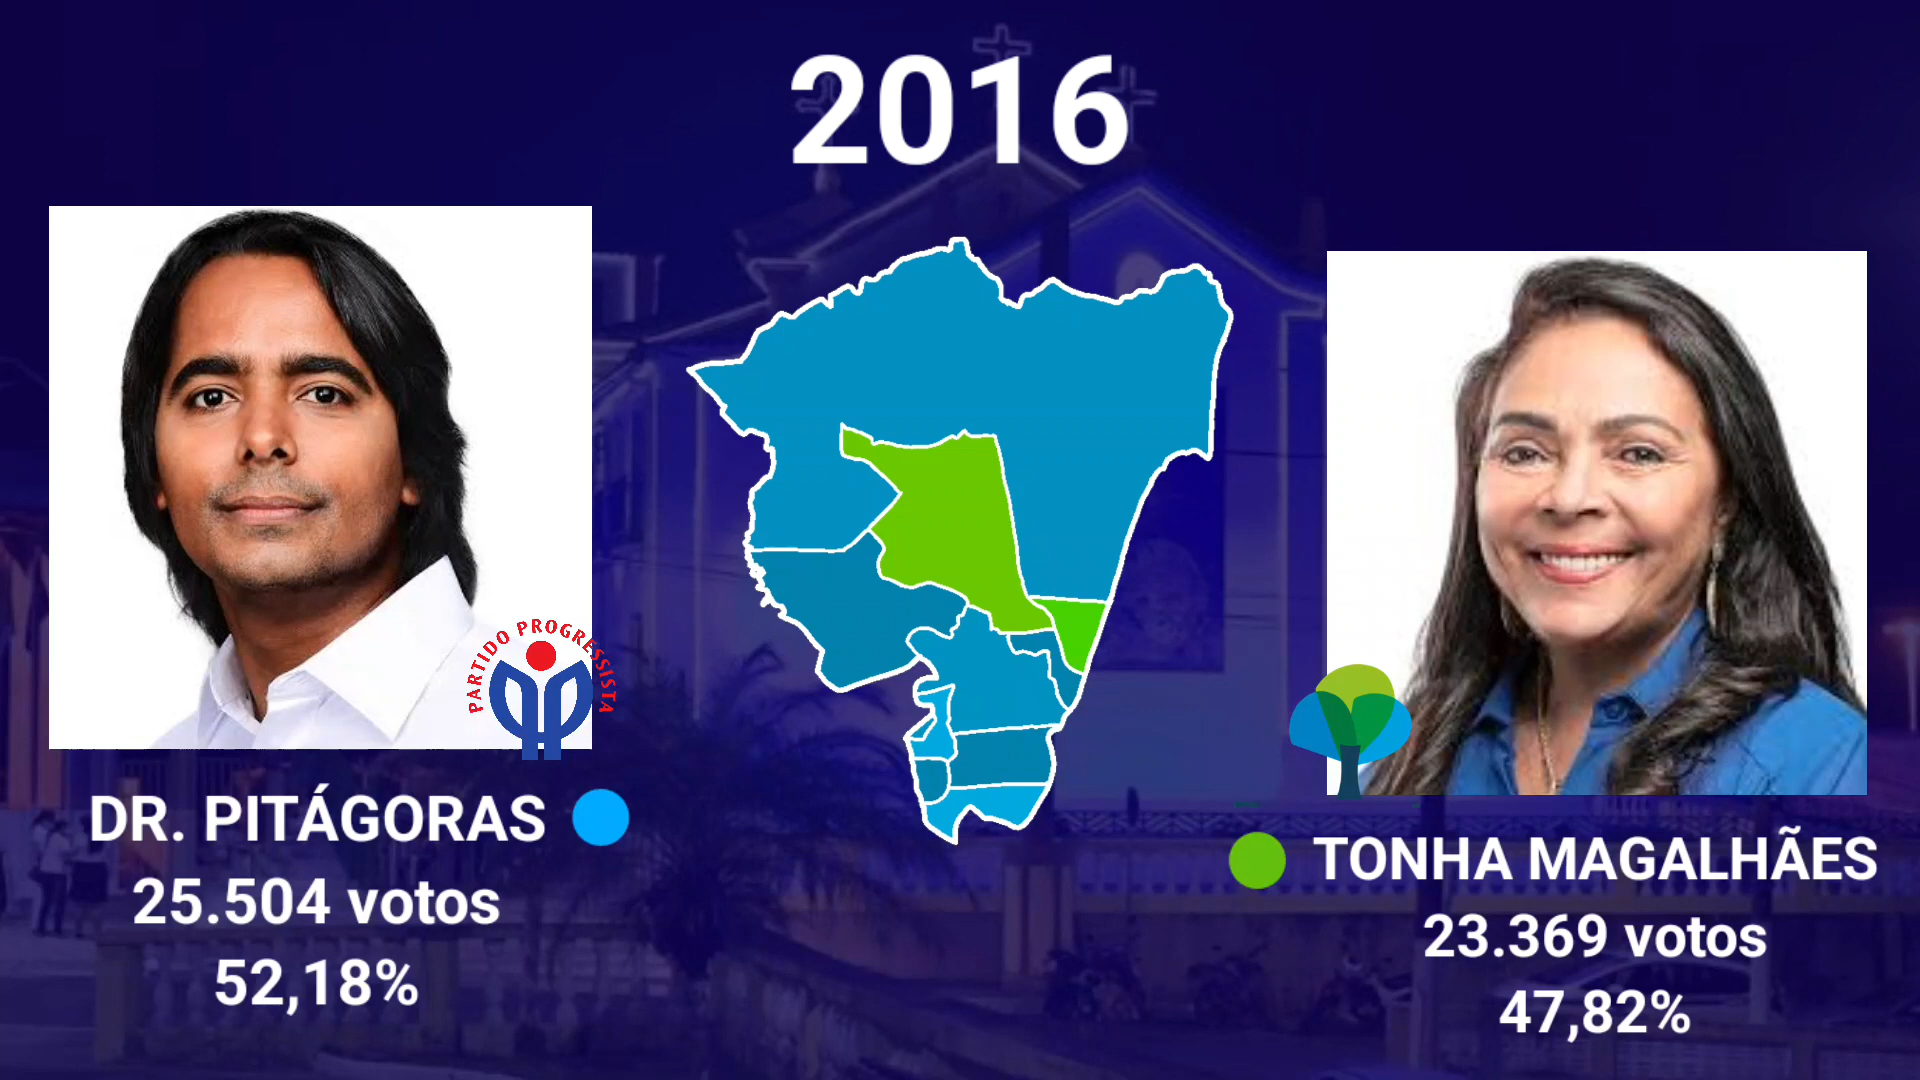 2016
PARTIDO PROGRESSISTA
DR. PITÁGORAS
25.504 votos
52,18%
TONHA MAGALHÃES
23.369 votos
47,82%